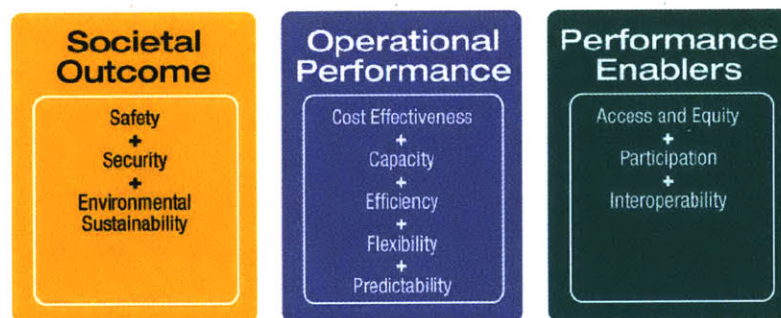 Societal
Outcome
Safety
+
Security
+
Environmental
Sustainability
Operational
Performance
Cost Effectiveness
+
Capacity
+
Efficiency
+
Flexibility
+
Predictability
Performance
Enablers
Access and Equity
+
Participation
+
Interoperability